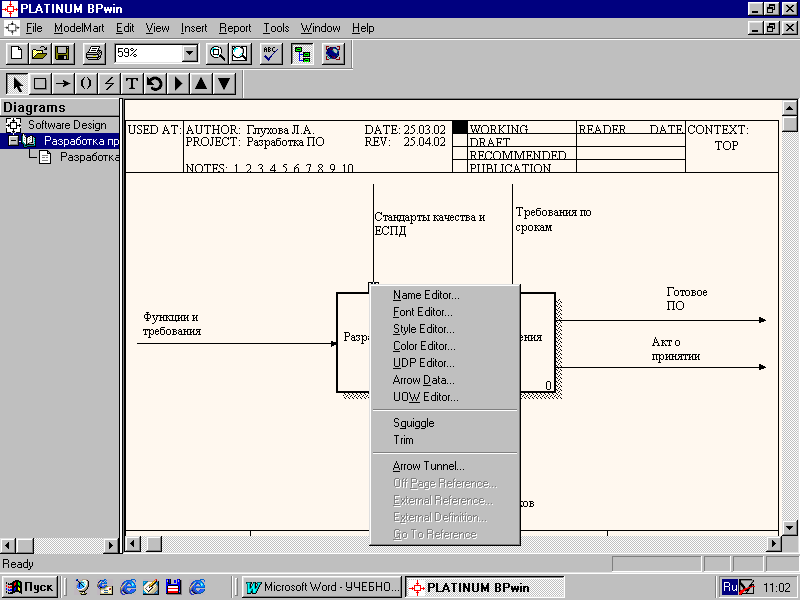 PLATINUM BPwin
File ModelMart Edit View Insert Report Tools Window Help
59%
ABC
T
Diagrams
Software Design
Разработка пр
Разработка
USED AT: AUTHOR: Глухова Л.А. DATE: 25.03.02 WORKING READER DATE CONTEXT:
PROJECT: Разработка ПО REV: 25.04.02 DRAFT TOP
RECOMMENDED
NOTES: 1 2 3 4 5 6 7 8 9 10 PUBLICATION
Стандарты качества и
ЕСПД
Требования по
срокам
Функции и
требования
Готовое
ПО
Акт о
принятии
Name Editor...
Font Editor...
Style Editor...
Color Editor...
UDP Editor...
Arrow Data...
UOW Editor...
Squiggle
Trim
Arrow Tunnel...
Off Page Reference...
External Reference...
External Definition...
Go To Reference
Разра
ения
0
ков
Ready
Пуск Microsoft Word - УЧЕБНО... PLATINUM BPwin Ru 11:02